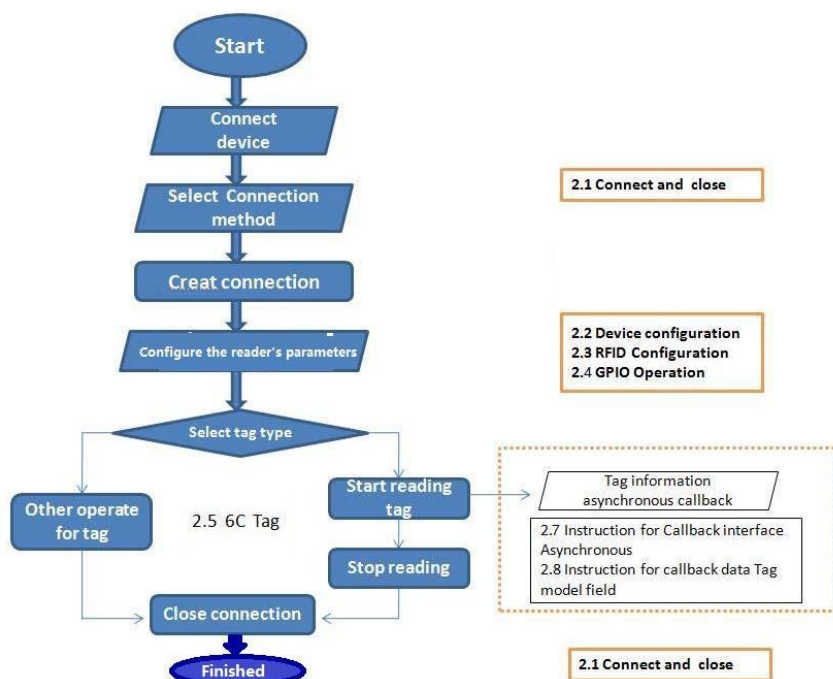 Start
Connect
device
Select Connection
method
2.1 Connect and close
Creat connection
Configure the reader's parameters
2.2 Device configuration
2.3 RFID Configuration
2.4 GPIO Operation
Select tag type
Other operate
for tag
2.5 6C Tag
Start reading
tag
Tag information
asynchronous callback
2.7 Instruction for Callback interface
Asynchronous
2.8 Instruction for callback data Tag
model field
Stop reading
Close connection
Finished
2.1 Connect and close